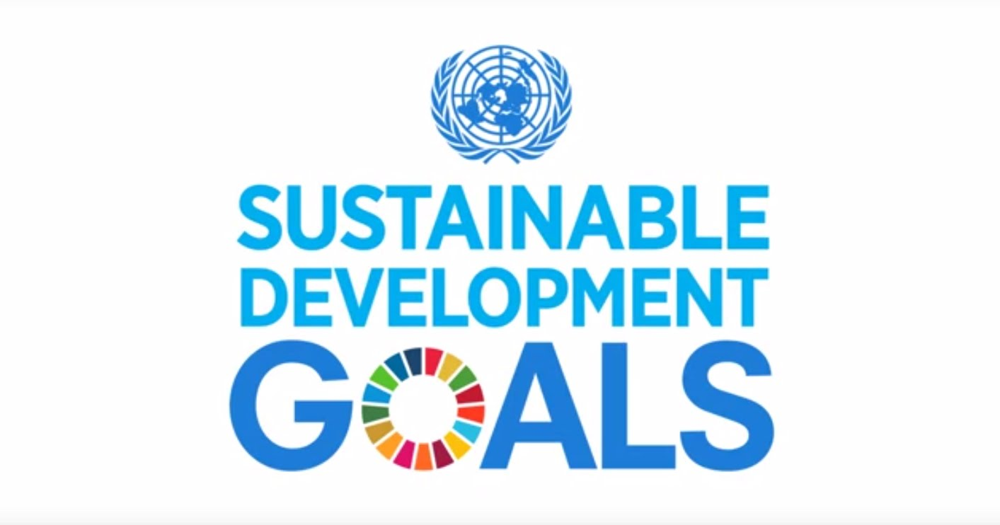 SUSTAINABLE
DEVELOPMENT
GOALS